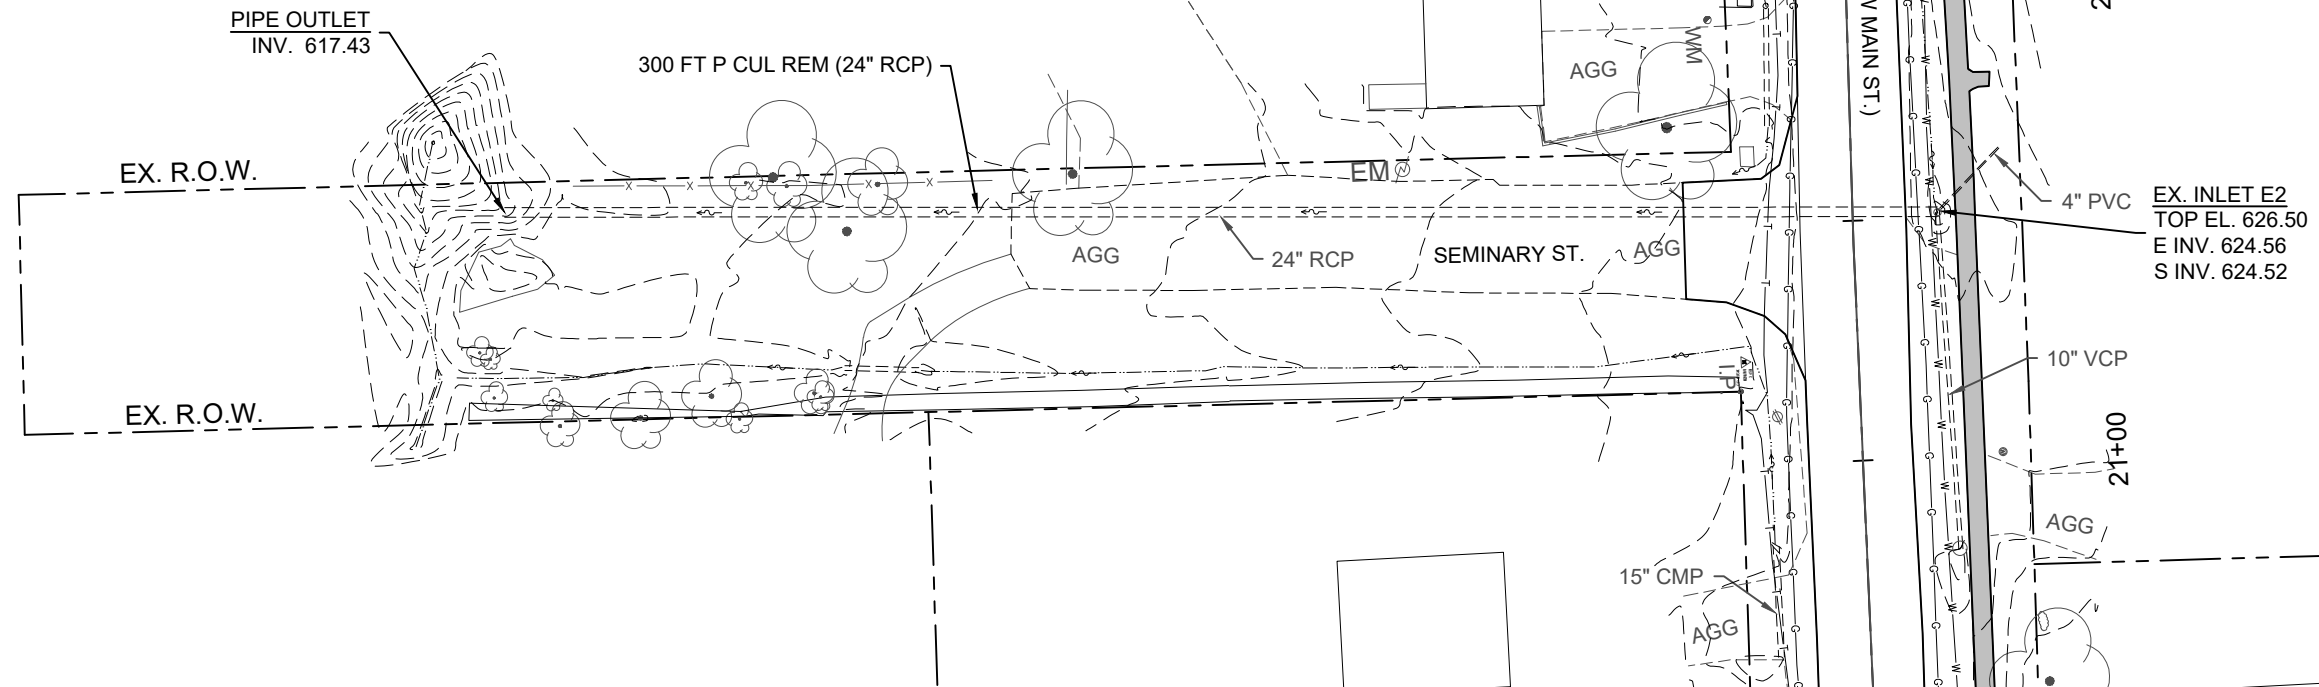 PIPE OUTLET
INV. 617.43
300 FT P CUL REM (24" RCP)
AGG
WM
W MAIN ST.)
EX. R.O.W.
EM
4" PVC
EX. INLET E2
TOP EL. 626.50
E INV. 624.56
S INV. 624.52
AGG
24" RCP
SEMINARY ST.
AGG
10" VCP
I.P.
EX. R.O.W.
21+00
AGG
15" CMP
AGG